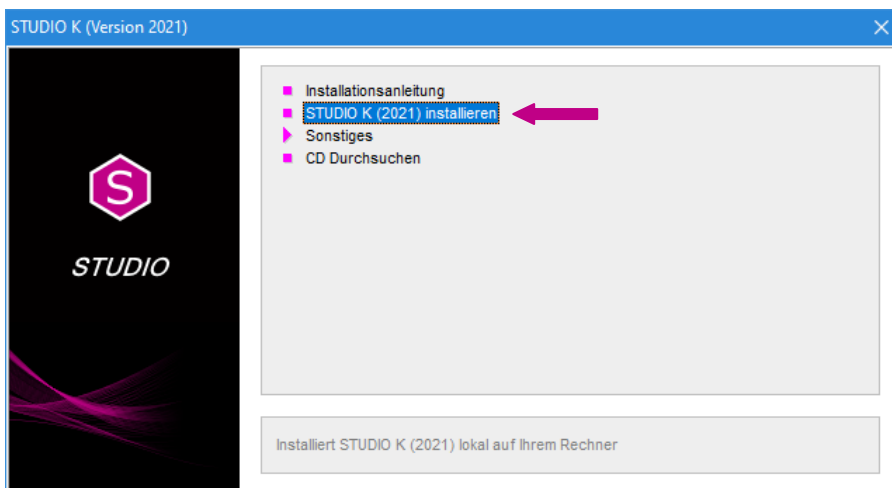 STUDIO K (Version 2021)
Installationsanleitung
STUDIO K (2021) installieren
Sonstiges
CD Durchsuchen
S
STUDIO
Installiert STUDIO K (2021) lokal auf Ihrem Rechner